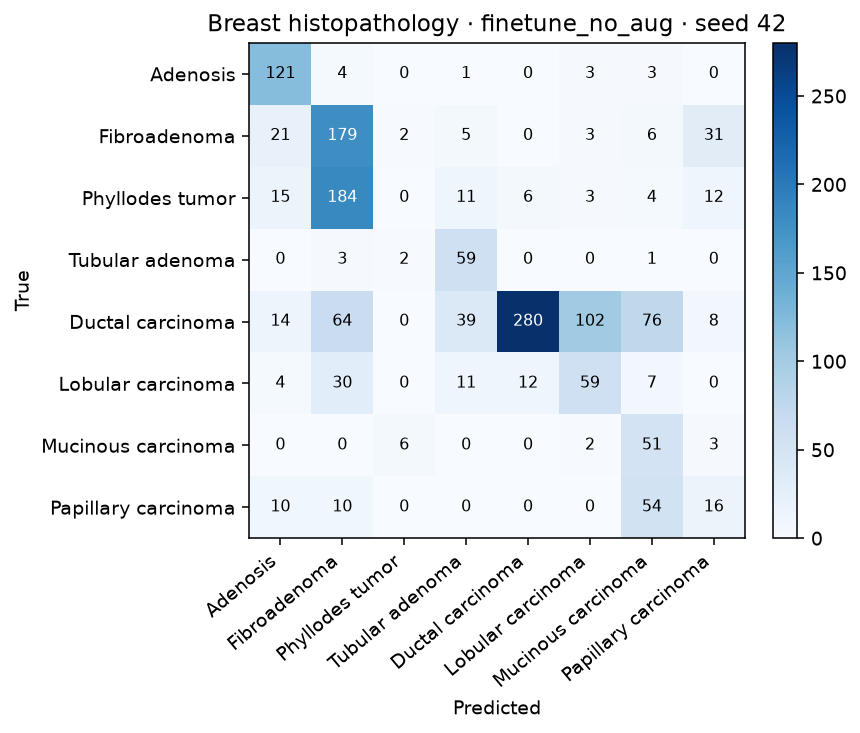 Breast histopathology · finetune_no_aug · seed 42
Adenosis 121 4 0 1 0 3 3 0
Fibroadenoma 21 179 2 5 0 3 6 31
Phyllodes tumor 15 184 0 11 6 3 4 12
Tubular adenoma 0 3 2 59 0 0 1 0
Ductal carcinoma 14 64 0 39 280 102 76 8
Lobular carcinoma 4 30 0 11 12 59 7 0
Mucinous carcinoma 0 0 6 0 0 2 51 3
Papillary carcinoma 10 10 0 0 0 0 54 16
True
Adenosis
Fibroadenoma
Phyllodes tumor
Tubular adenoma
Ductal carcinoma
Lobular carcinoma
Mucinous carcinoma
Papillary carcinoma
Predicted
250
200
150
100
50
0